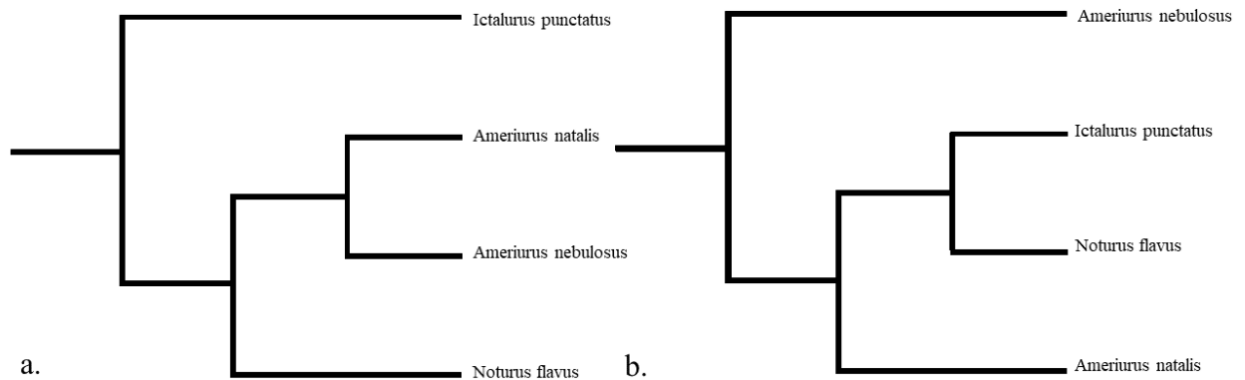 Ictalurus punctatus
Ameriurus natalis
Ameriurus nebulosus
Noturus flavus
a.
Ameriurus nebulosus
Ictalurus punctatus
Noturus flavus
Ameriurus natalis
b.